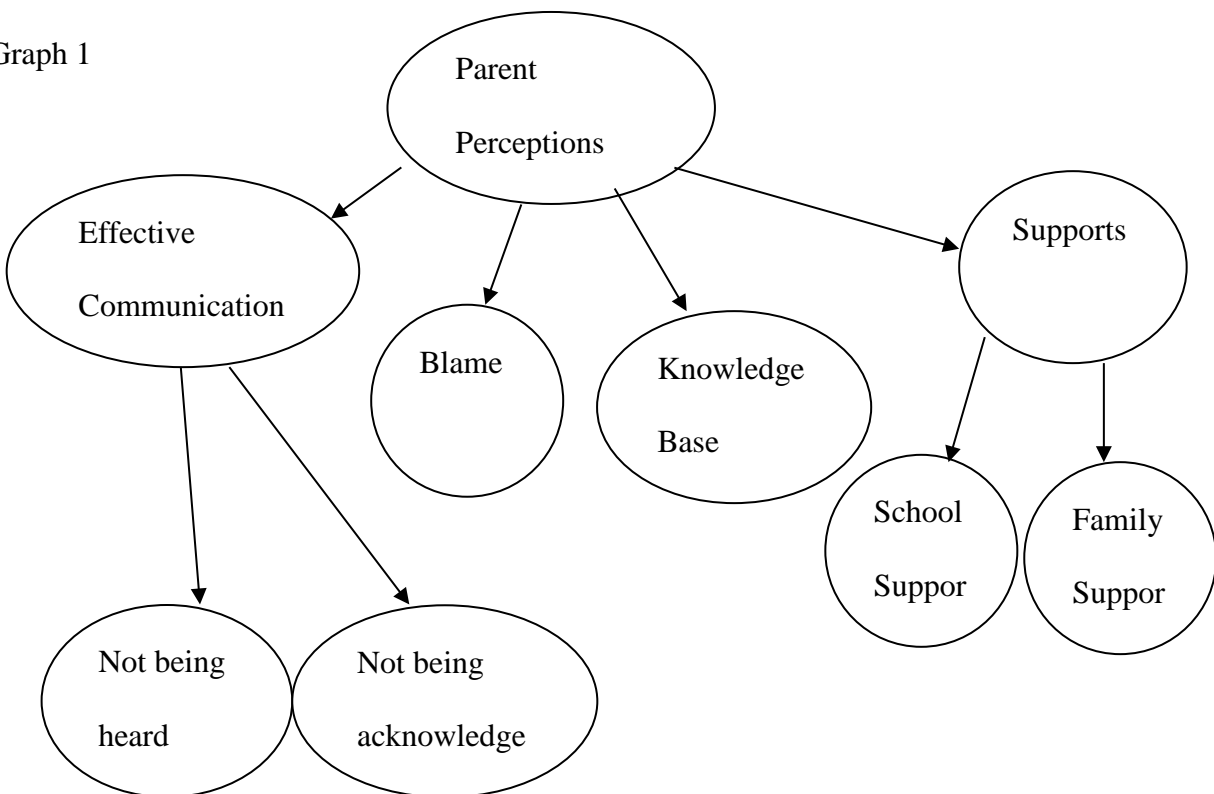 Graph 1
Parent
Perceptions
Effective
Communication
Supports
Blame
Knowledge
Base
School
Suppor
Family
Suppor
Not being
heard
Not being
acknowledge